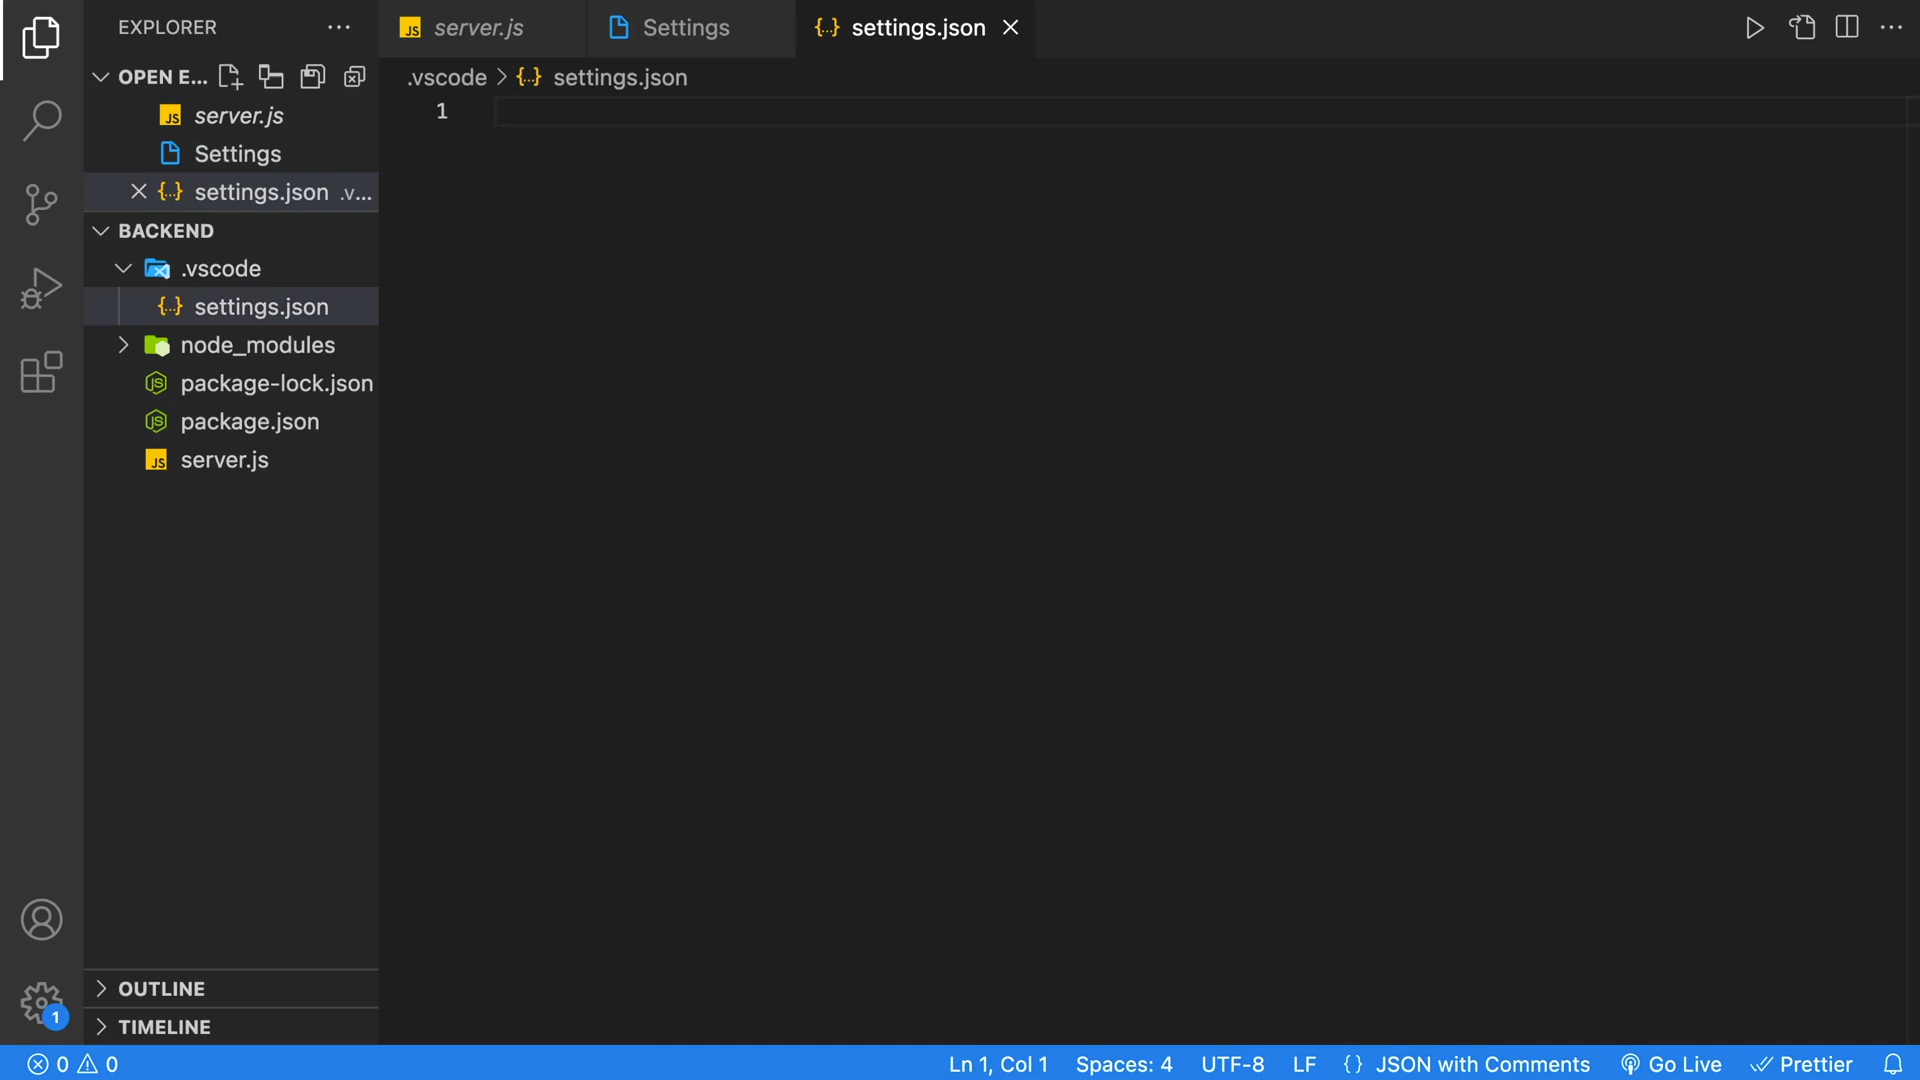 EXPLORER
server.js
Settings
settings.json
OPEN E...
server.js
Settings
settings.json .v...
BACKEND
.vscode
settings.json
node_modules
package-lock.json
package.json
server.js
OUTLINE
TIMELINE
.vscode > {..} settings.json
1
1
0 0
Ln 1, Col 1 Spaces: 4 UTF-8 LF {} JSON with Comments Go Live Prettier